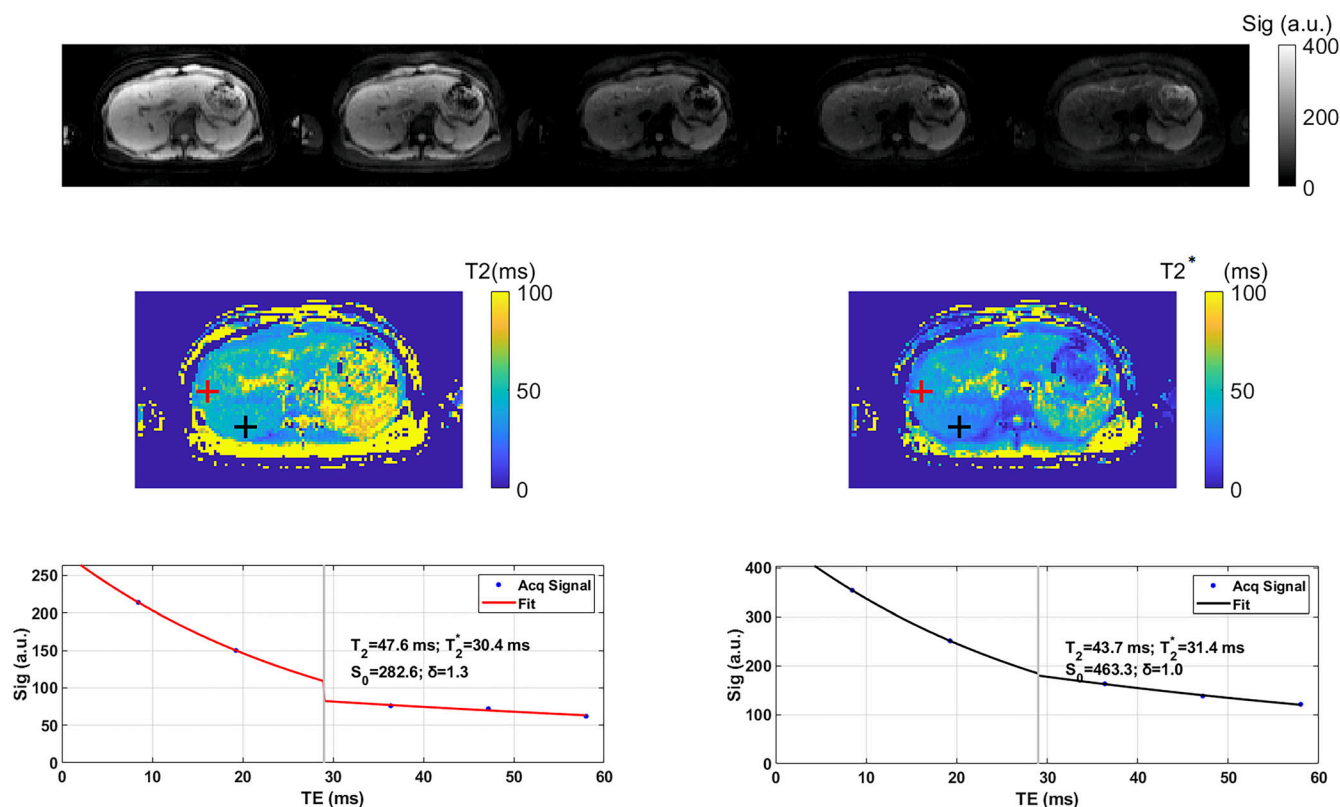 Sig (a.u.)
400
200
0
T2(ms)
100
50
0
T2* (ms)
100
50
0
250
200
150
100
50
0
Sig (a.u.)
Acq Signal
Fit
T2=47.6 ms; T2*=30.4 ms
S0=282.6; δ=1.3
0 10 20 30 40 50 60
TE (ms)
400
300
200
100
0
Sig (a.u.)
Acq Signal
Fit
T2=43.7 ms; T2*=31.4 ms
S0=463.3; δ=1.0
0 10 20 30 40 50 60
TE (ms)